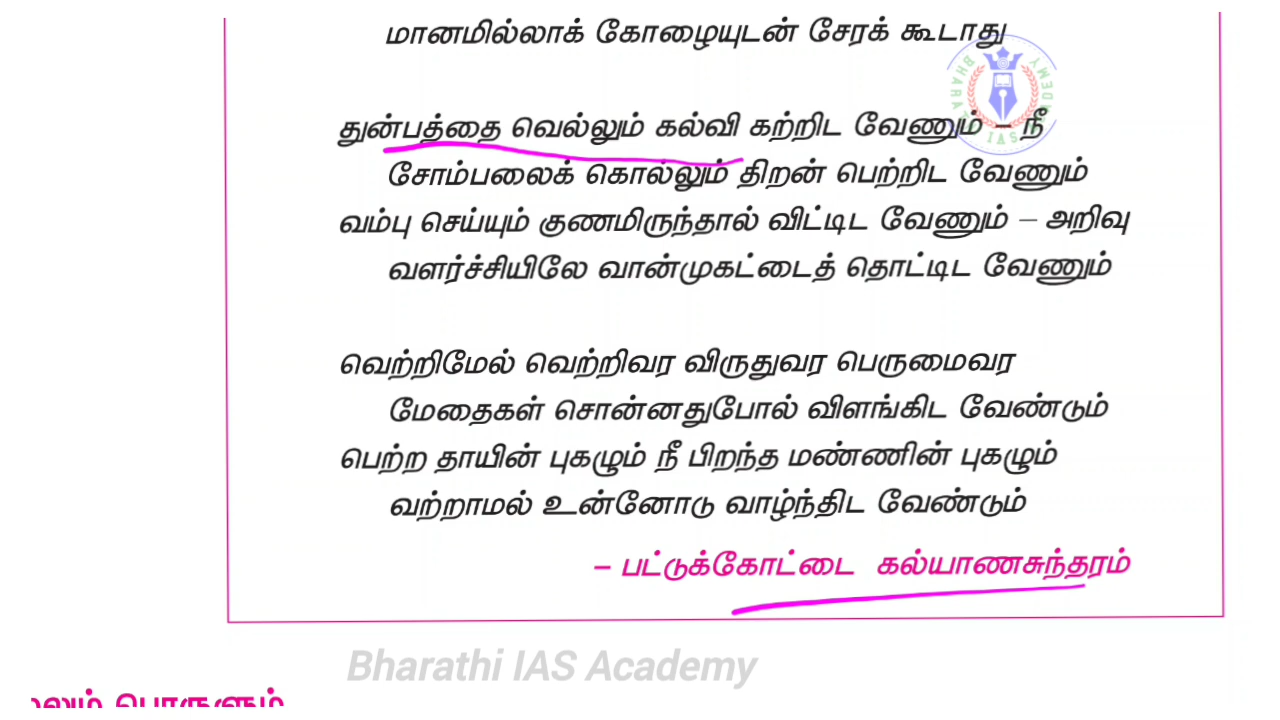 மானமில்லாக் கோழையுடன் சேரக் கூடாது
துன்பத்தை வெல்லும் கல்வி கற்றிட வேணும் – நீ
சோம்பலைக் கொல்லும் திறன் பெற்றிட வேணும்
வம்பு செய்யும் குணமிருந்தால் விட்டிட வேணும் – அறிவு
வளர்ச்சியிலே வான்முகட்டைத் தொட்டிட வேணும்
வெற்றிமேல் வெற்றிவர விருதுவர பெருமைவர
மேதைகள் சொன்னதுபோல் விளங்கிட வேண்டும்
பெற்ற தாயின் புகழும் நீ பிறந்த மண்ணின் புகழும்
வற்றாமல் உன்னோடு வாழ்ந்திட வேண்டும்
– பட்டுக்கோட்டை கல்யாணசுந்தரம்
Bharathi IAS Academy
பொருளும்